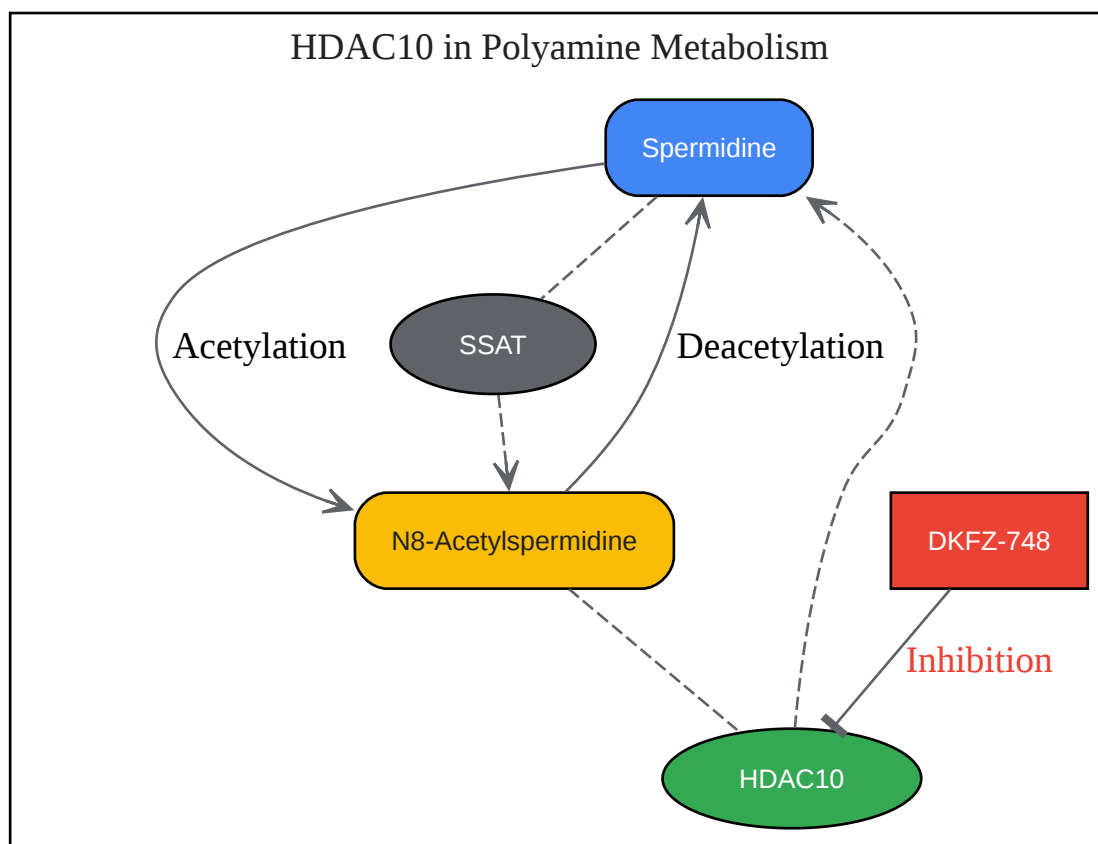 HDAC10 in Polyamine Metabolism
Spermidine
Acetylation
SSAT
Deacetylation
N8-Acetylspermidine
DKFZ-748
Inhibition
HDAC10